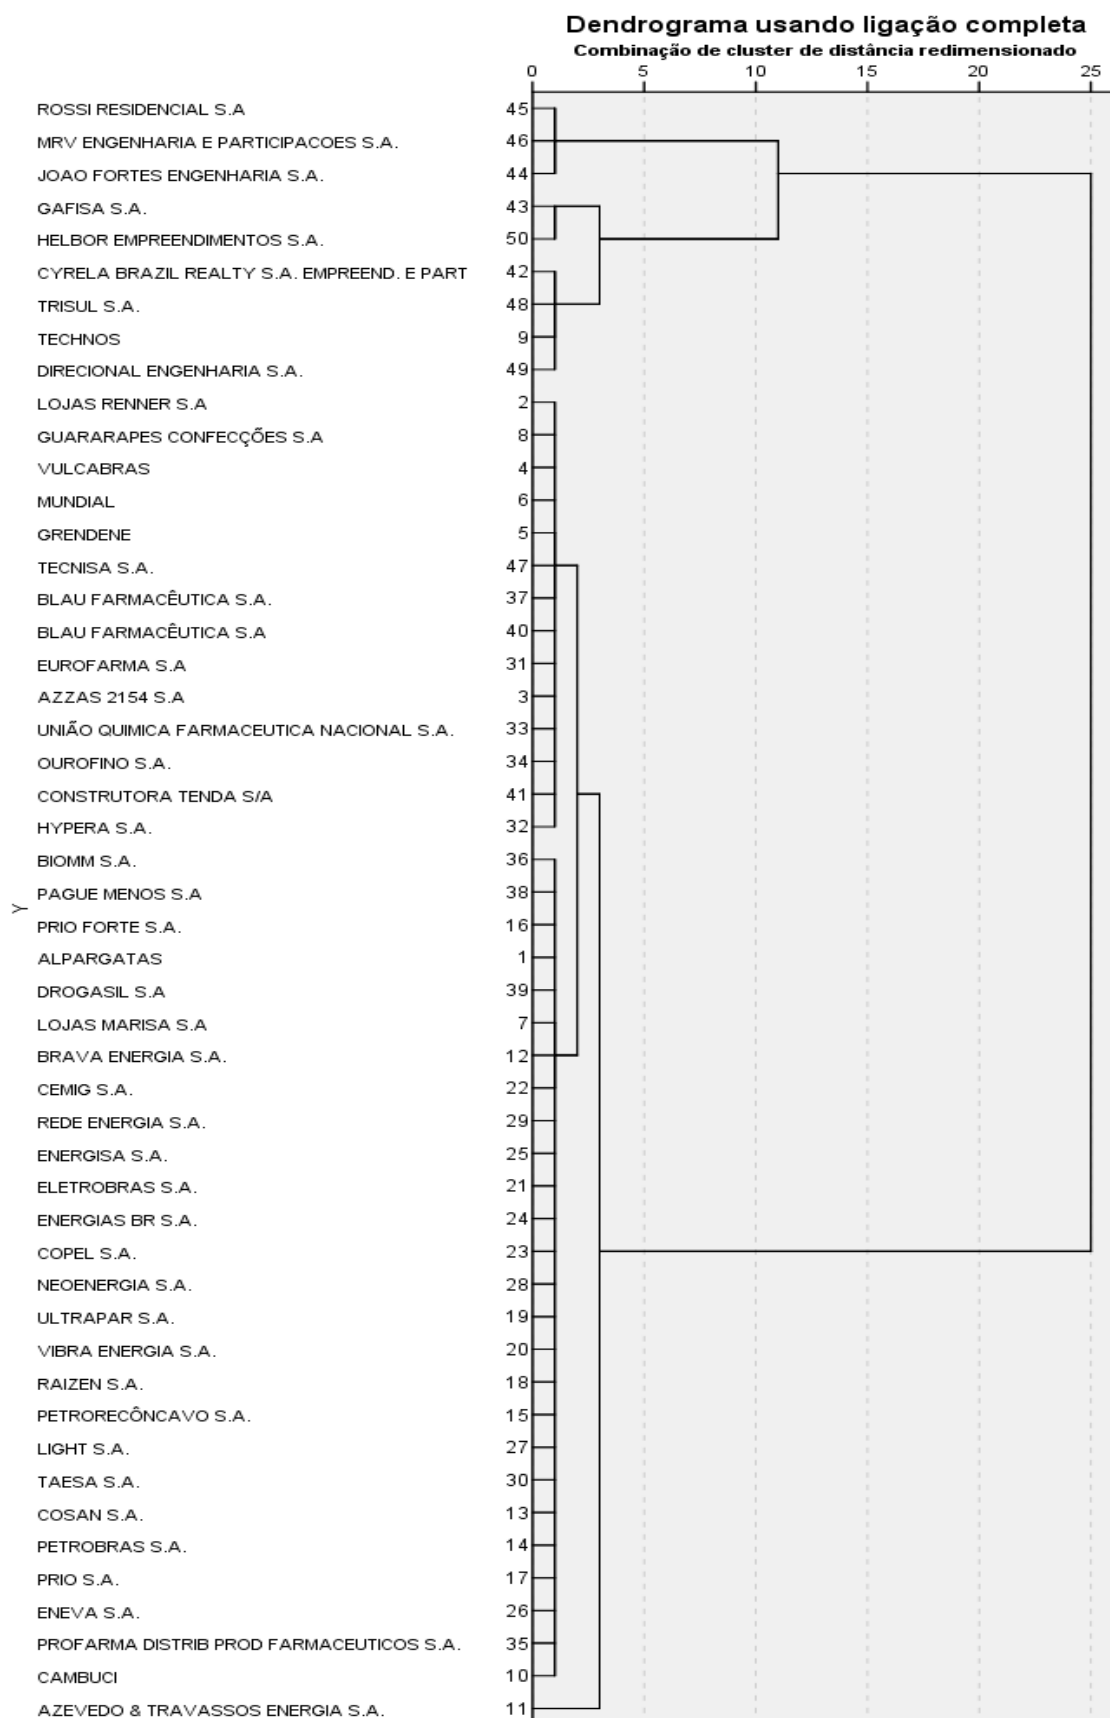 Dendrograma usando ligação completa
Combinação de cluster de distância redimensionado
0 5 10 15 20 25
ROSSI RESIDENCIAL S.A 45
MRV ENGENHARIA E PARTICIPACOES S.A. 46
JOAO FORTES ENGENHARIA S.A. 44
GAFISA S.A. 43
HELBOR EMPREENDIMENTOS S.A. 50
CYRELA BRAZIL REALTY S.A. EMPREEND. E PART 42
TRISUL S.A. 48
TECHNOS 9
DIRECIONAL ENGENHARIA S.A. 49
LOJAS RENNER S.A 2
GUARARAPES CONFECÇÕES S.A 8
VULCABRAS 4
MUNDIAL 6
GRENDENE 5
TECNISA S.A. 47
BLAU FARMACÊUTICA S.A. 37
BLAU FARMACÊUTICA S.A 40
EUROFARMA S.A 31
AZZAS 2154 S.A 3
UNIÃO QUIMICA FARMACEUTICA NACIONAL S.A. 33
OUROFINO S.A. 34
CONSTRUTORA TENDA S/A 41
HYPERA S.A. 32
BIOMM S.A. 36
PAGUE MENOS S.A 38
Y
PRIO FORTE S.A. 16
ALPARGATAS 1
DROGASIL S.A 39
LOJAS MARISA S.A 7
BRAVA ENERGIA S.A. 12
CEMIG S.A. 22
REDE ENERGIA S.A. 29
ENERGISA S.A. 25
ELETROBRAS S.A. 21
ENERGIAS BR S.A. 24
COPEL S.A. 23
NEOENERGIA S.A. 28
ULTRAPAR S.A. 19
VIBRA ENERGIA S.A. 20
RAIZEN S.A. 18
PETRORECÔNCAVO S.A. 15
LIGHT S.A. 27
TAESA S.A. 30
COSAN S.A. 13
PETROBRAS S.A. 14
PRIO S.A. 17
ENEVA S.A. 26
PROFARMA DISTRIB PROD FARMACEUTICOS S.A. 35
CAMBUCI 10
AZEVEDO & TRAVASSOS ENERGIA S.A. 11